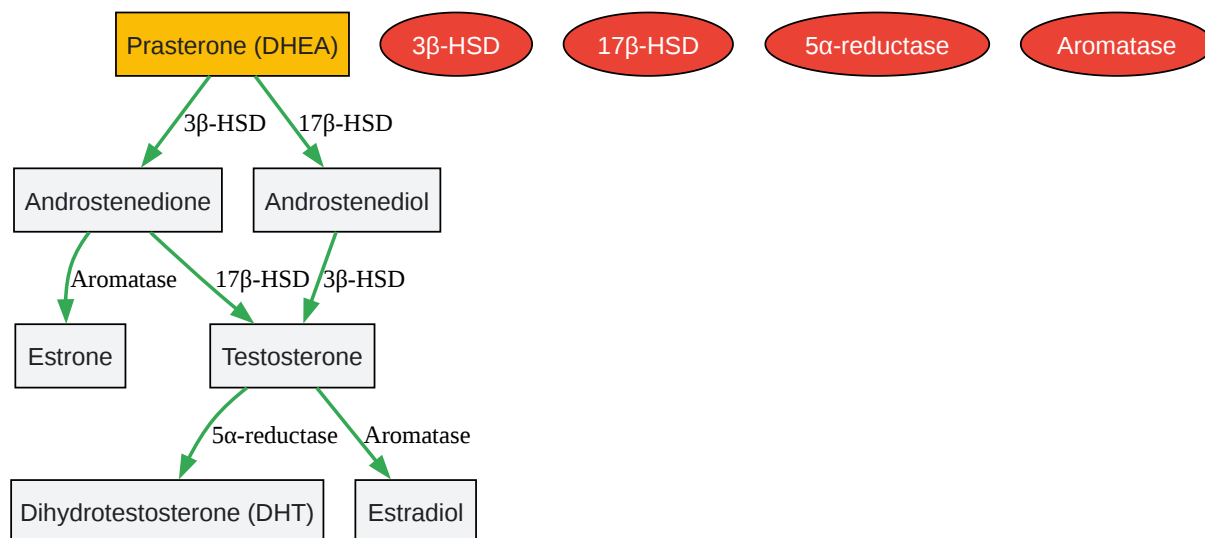 Prasterone (DHEA)
3β-HSD
17β-HSD
5α-reductase
Aromatase
3β-HSD
17β-HSD
Androstenedione
Androstenediol
Aromatase
17β-HSD
3β-HSD
Estrone
Testosterone
5α-reductase
Aromatase
Dihydrotestosterone (DHT)
Estradiol